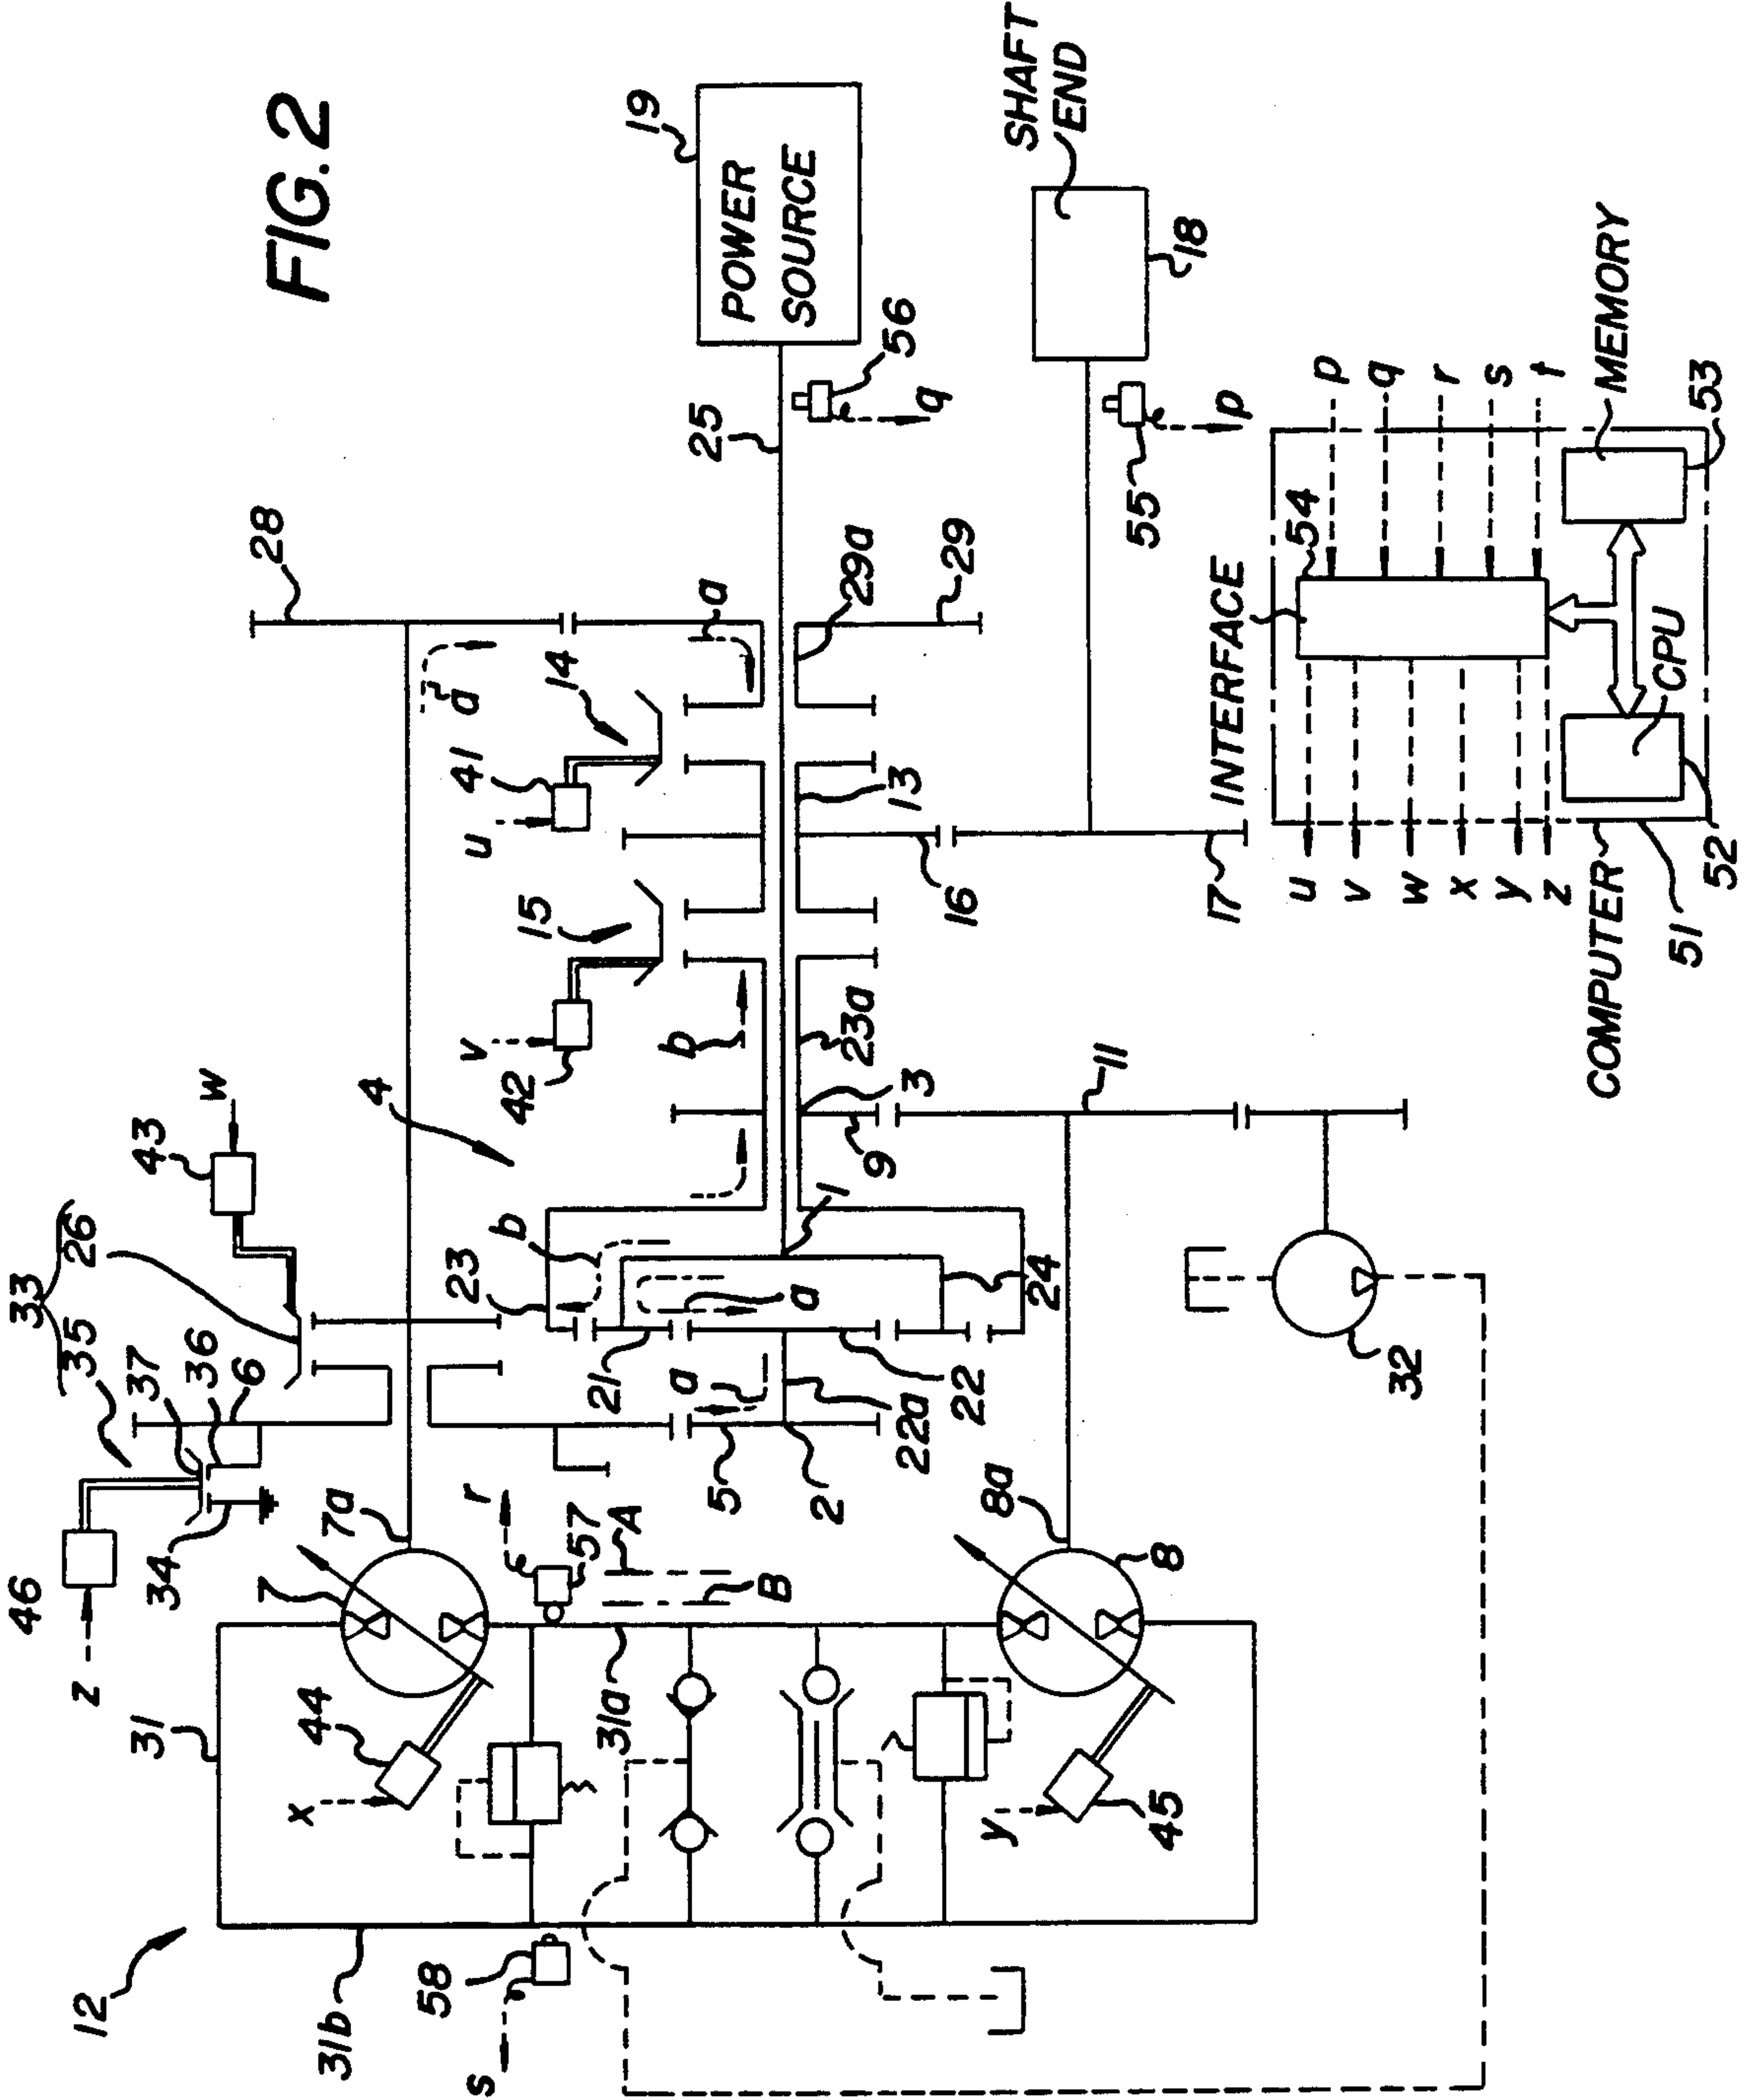 FIG. 2
12
31b
31
58
s
z
46
34
7
7a
44
x
r
57
A
B
31a
y
45
8
8a
33
35
37
36
6
26
43
w
4
5
2
a
21
22a
22
23
b
a
24
1
32
3
9
11
v
42
15
b
23a
u
41
14
13
16
17
d
28
a
29a
29
25
56
q
19
POWER
SOURCE
SHAFT
END
18
55
p
INTERFACE
54
p
q
r
s
t
u
v
w
x
y
z
COMPUTER
51
52
CPU
MEMORY
53